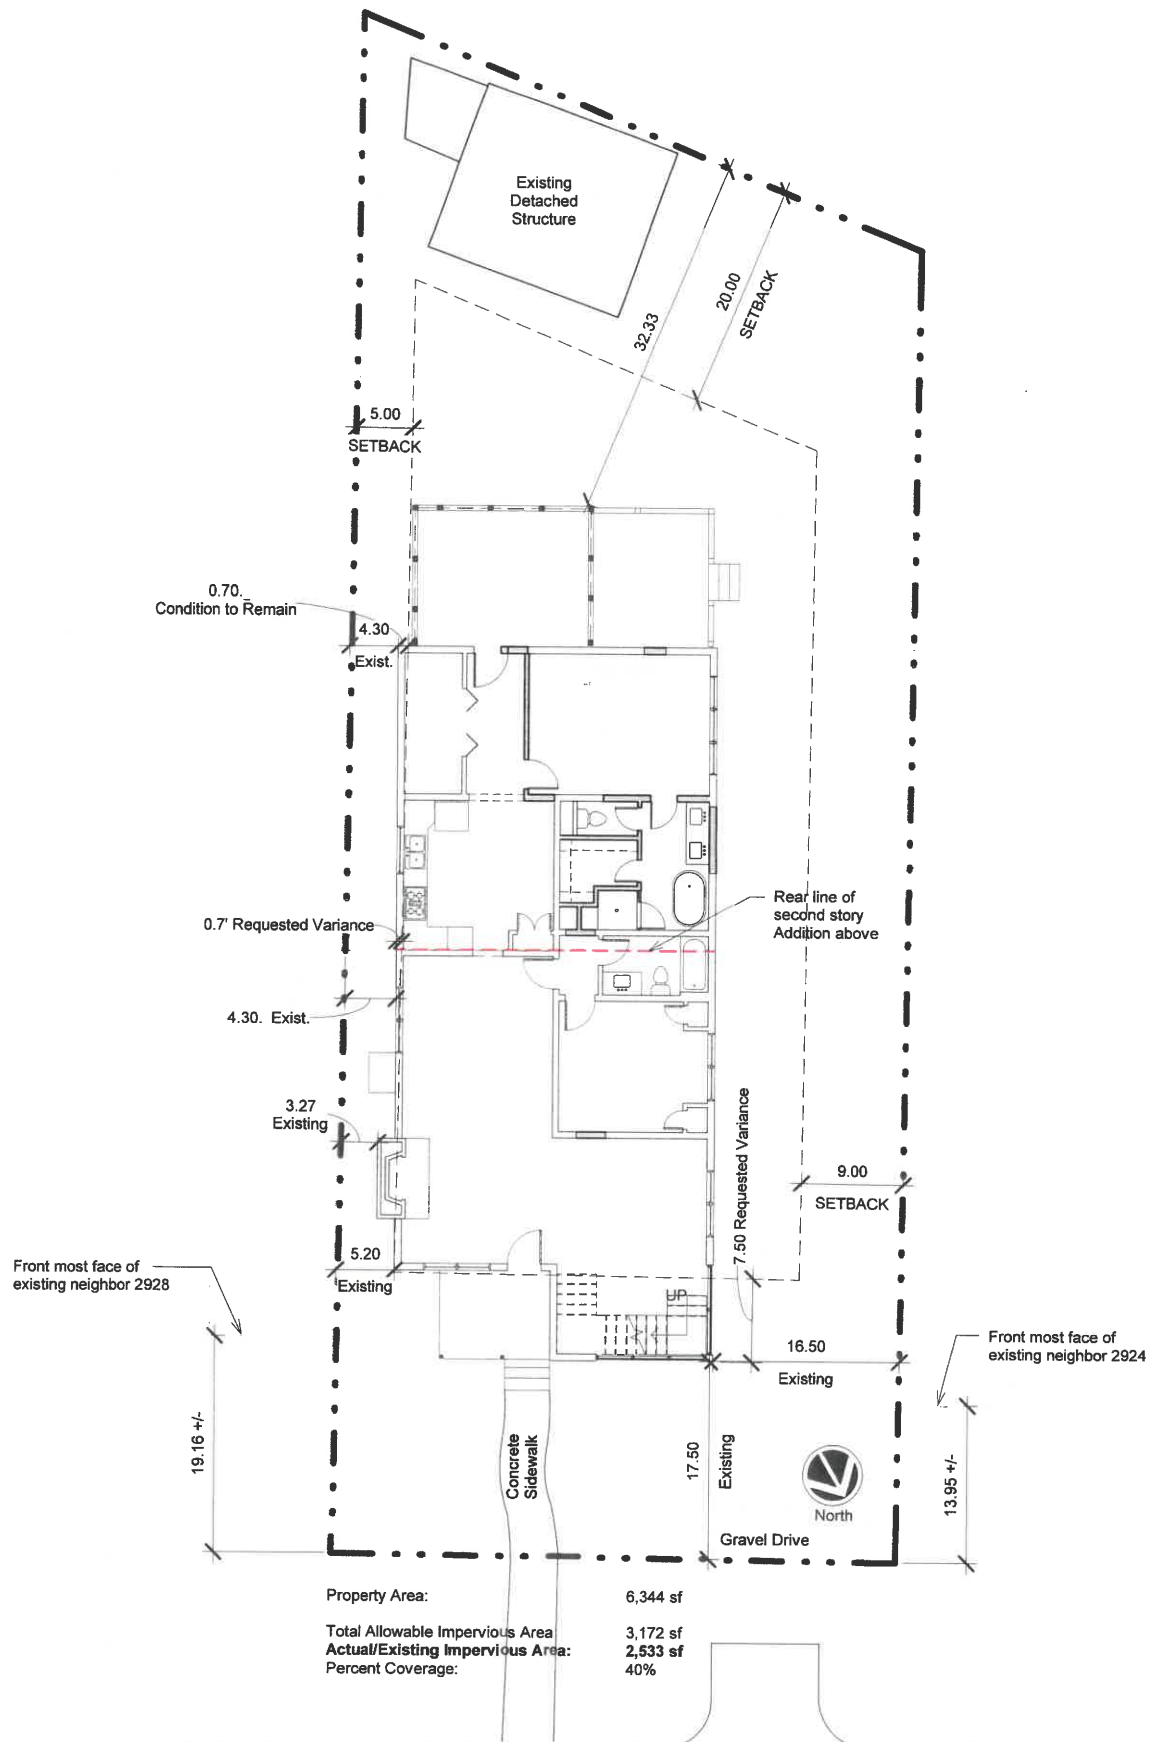 Existing
Detached
Structure
32.33
20.00
SETBACK
5.00
SETBACK
0.70.
Condition to Remain
4.30
Exist.
0.7' Requested Variance
Rear line of
second story
Addition above
4.30. Exist.
3.27
Existing
7.50 Requested Variance
9.00
SETBACK
5.20
Existing
Front most face of
existing neighbor 2928
UP
16.50
Existing
Front most face of
existing neighbor 2924
19.16 +/-
Concrete
Sidewalk
17.50
Existing
13.95 +/-
North
Gravel Drive
Property Area: 6,344 sf
Total Allowable Impervious Area 3,172 sf
Actual/Existing Impervious Area: 2,533 sf
Percent Coverage: 40%